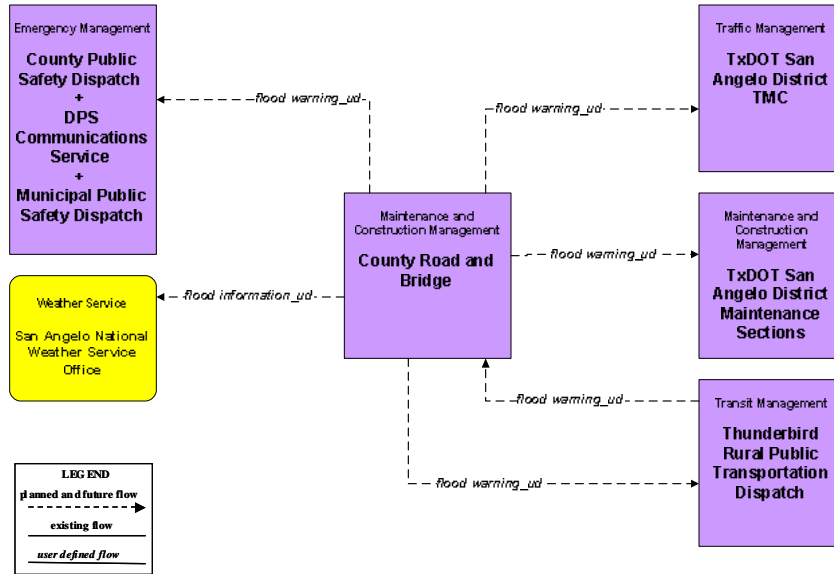 Emergency Management
County Public
Safety Dispatch
+
DPS
Communications
Service
+
Municipal Public
Safety Dispatch
flood warning_ud
Traffic Management
TxDOT San
Angelo District
TMC
flood warning_ud
Maintenance and
Construction Management
County Road and
Bridge
flood warning_ud
Maintenance and
Construction
Management
TxDOT San
Angelo District
Maintenance
Sections
Weather Service
San Angelo National
Weather Service
Office
flood information_ud
flood warning_ud
Transit Management
Thunderbird
Rural Public
Transportation
Dispatch
flood warning_ud
LEGEND
planned and future flow
existing flow
user defined flow